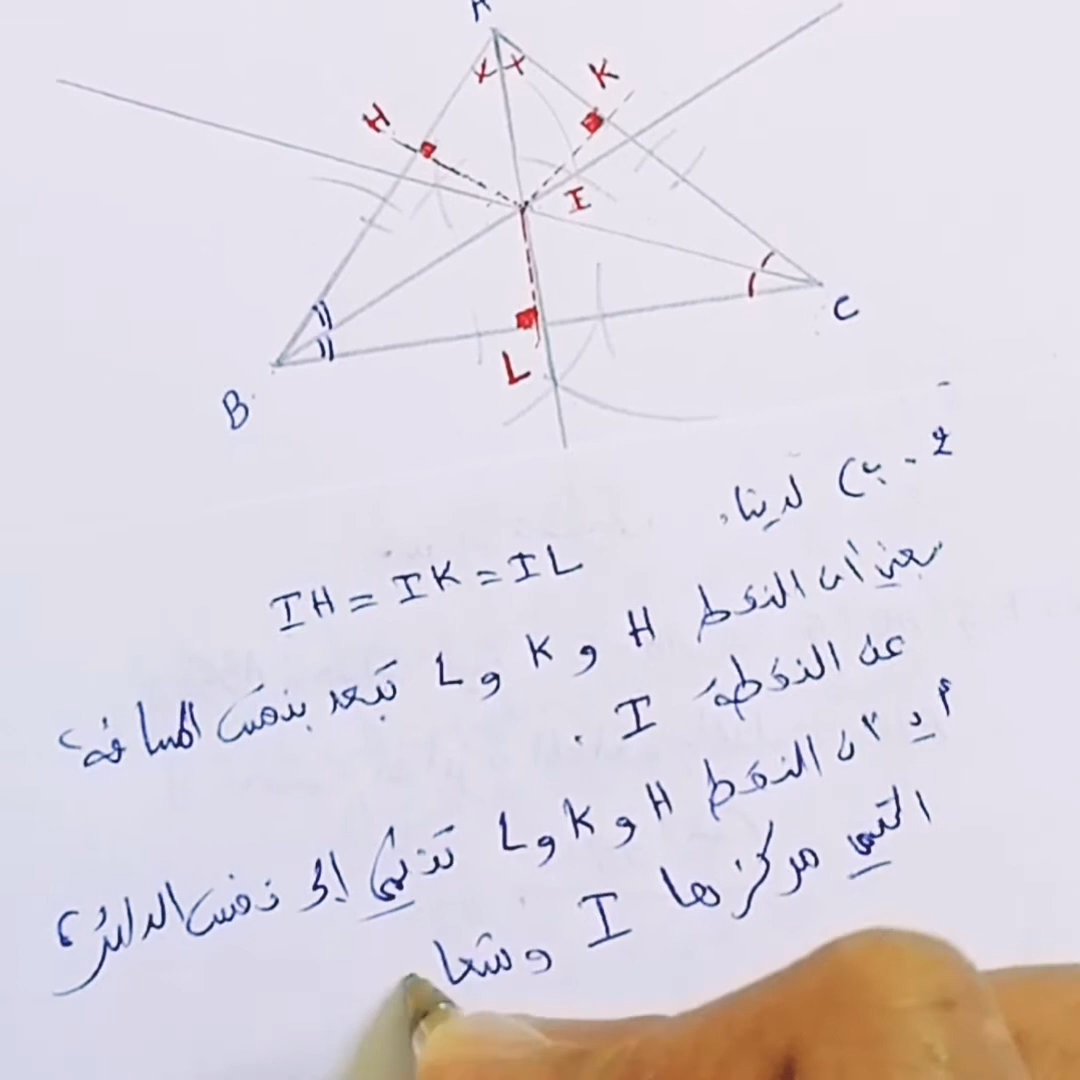 A
H
K
I
B
C
L
2. ب) لدينا.
IH = IK = IL
يعني أن النقط H و K و L تبعد بنفس المسافة
عن النقطة I .
أي أن النقط H و K و L تنتمي إلى نفس الدائرة
التي مركزها I وشعا